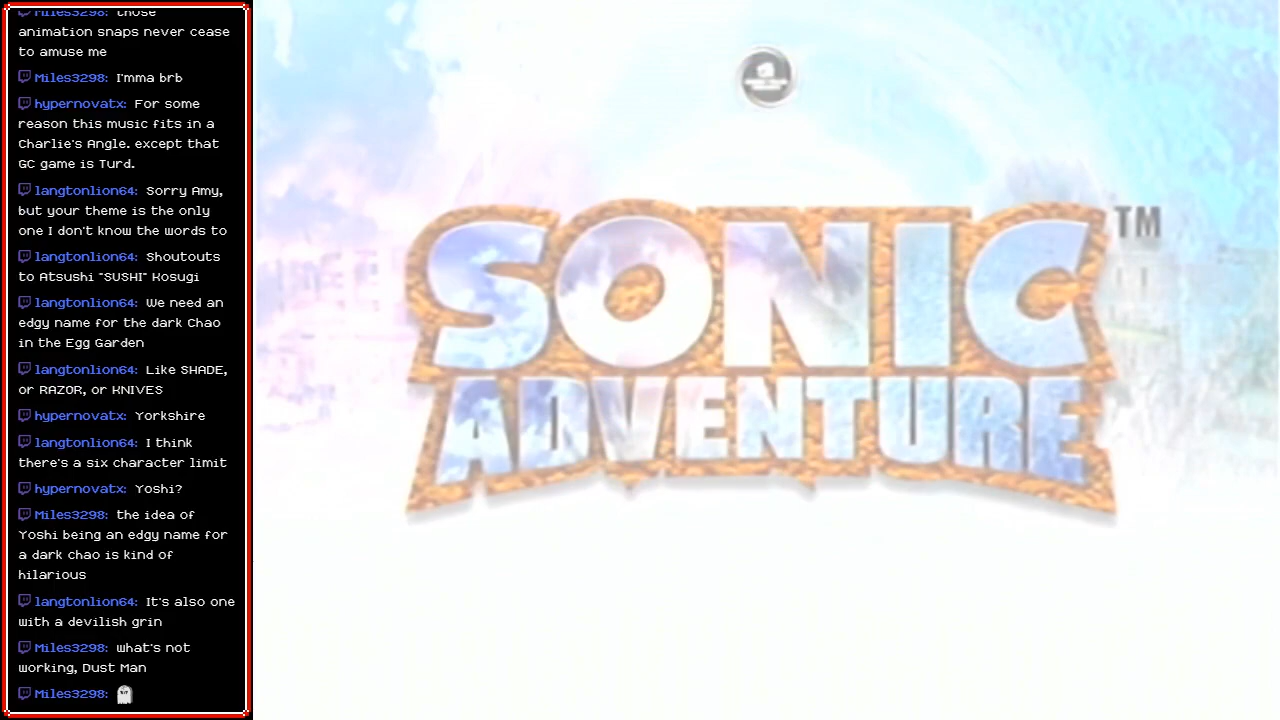 Miles3298: those
animation snaps never cease
to amuse me
Miles3298: I'mma brb
hypernovatx: For some
reason this music fits in a
Charlie's Angle. except that
GC game is Turd.
langtonlion64: Sorry Amy,
but your theme is the only
one I don't know the words to
langtonlion64: Shoutouts
to Atsushi "SUSHI" Kosugi
langtonlion64: We need an
edgy name for the dark Chao
in the Egg Garden
langtonlion64: Like SHADE,
or RAZOR, or KNIVES
hypernovatx: Yorkshire
langtonlion64: I think
there's a six character limit
hypernovatx: Yoshi?
Miles3298: the idea of
Yoshi being an edgy name for
a dark chao is kind of
hilarious
langtonlion64: It's also one
with a devilish grin
Miles3298: what's not
working, Dust Man
Miles3298:
SONIC TM
ADVENTURE